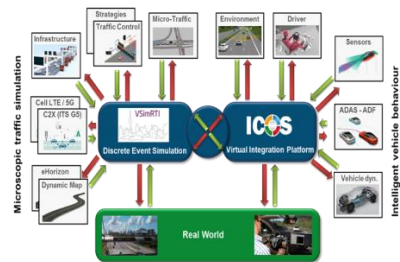 Strategies
Traffic Control
Micro-Traffic
Environment
Driver
Infrastructure
Sensors
Cell LTE / 5G
C2X (ITS G5)
VSimRTI
Discrete Event Simulation
ICOS
Virtual Integration Platform
ADAS - ADF
eHorizon
Dynamic Map
Vehicle dyn.
Real World
Microscopic traffic simulation
Intelligent vehicle behaviour